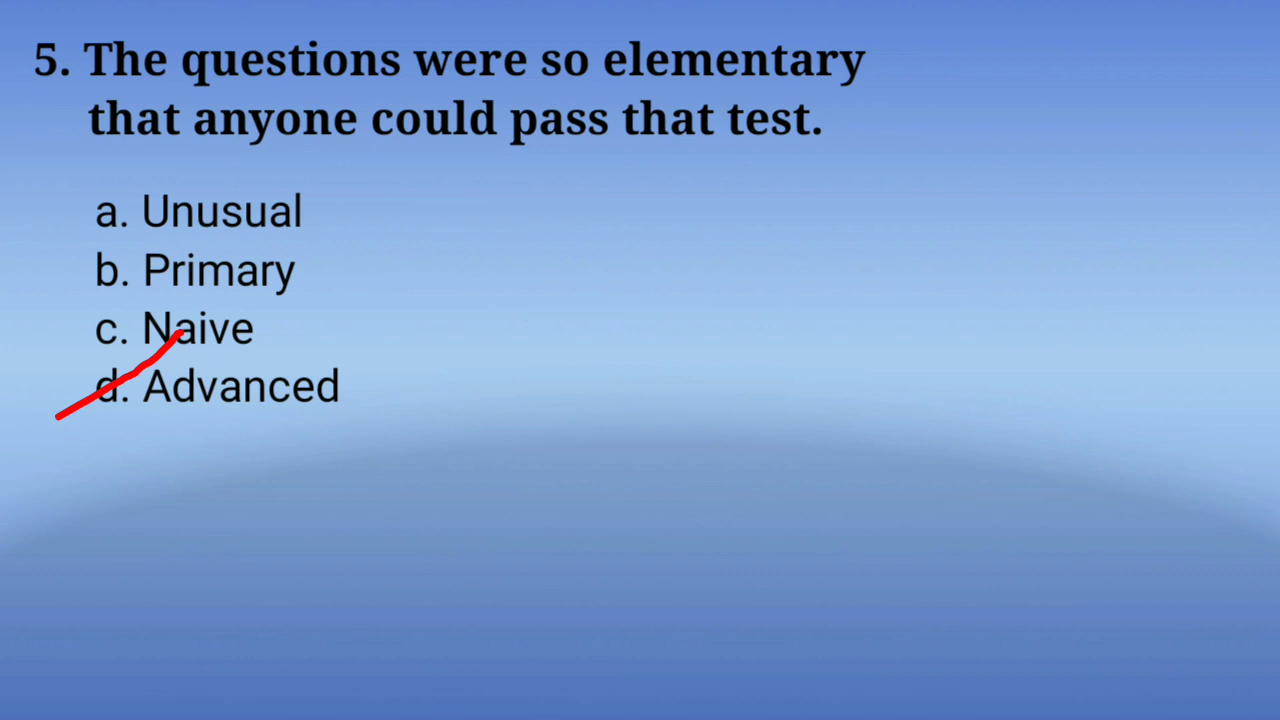 5. The questions were so elementary
that anyone could pass that test.
a. Unusual
b. Primary
c. Naive
d. Advanced